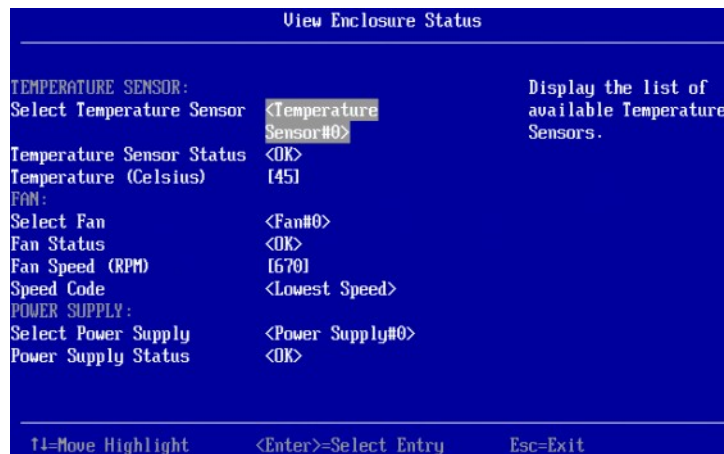 View Enclosure Status
TEMPERATURE SENSOR:
Select Temperature Sensor <Temperature Sensor#0>
Temperature Sensor Status <OK>
Temperature (Celsius) [45]
FAN:
Select Fan <Fan#0>
Fan Status <OK>
Fan Speed (RPM) [670]
Speed Code <Lowest Speed>
POWER SUPPLY:
Select Power Supply <Power Supply#0>
Power Supply Status <OK>
Display the list of
available Temperature
Sensors.
↑↓=Move Highlight <Enter>=Select Entry Esc=Exit